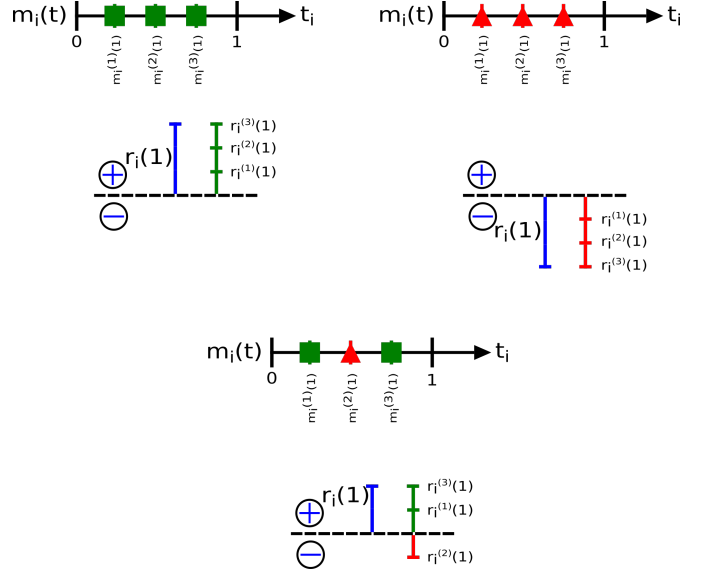 mᵢ(t) 0 1 tᵢ
mᵢ⁽¹⁾(1) mᵢ⁽²⁾(1) mᵢ⁽³⁾(1)
rᵢ(1)
rᵢ⁽³⁾(1)
rᵢ⁽²⁾(1)
rᵢ⁽¹⁾(1)
+
−
mᵢ(t) 0 1 tᵢ
mᵢ⁽¹⁾(1) mᵢ⁽²⁾(1) mᵢ⁽³⁾(1)
+
−
rᵢ(1)
rᵢ⁽¹⁾(1)
rᵢ⁽²⁾(1)
rᵢ⁽³⁾(1)
mᵢ(t) 0 1 tᵢ
mᵢ⁽¹⁾(1) mᵢ⁽²⁾(1) mᵢ⁽³⁾(1)
rᵢ(1)
rᵢ⁽³⁾(1)
rᵢ⁽¹⁾(1)
+
−
rᵢ⁽²⁾(1)